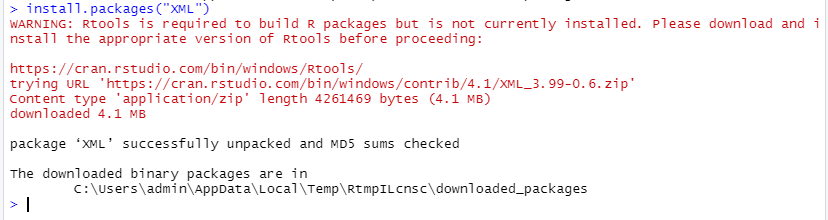 > install.packages("XML")
WARNING: Rtools is required to build R packages but is not currently installed. Please download and i
nstall the appropriate version of Rtools before proceeding:
https://cran.rstudio.com/bin/windows/Rtools/
trying URL 'https://cran.rstudio.com/bin/windows/contrib/4.1/XML_3.99-0.6.zip'
Content type 'application/zip' length 4261469 bytes (4.1 MB)
downloaded 4.1 MB
package ‘XML’ successfully unpacked and MD5 sums checked
The downloaded binary packages are in
C:\Users\admin\AppData\Local\Temp\RtmpILcnsc\downloaded_packages
>